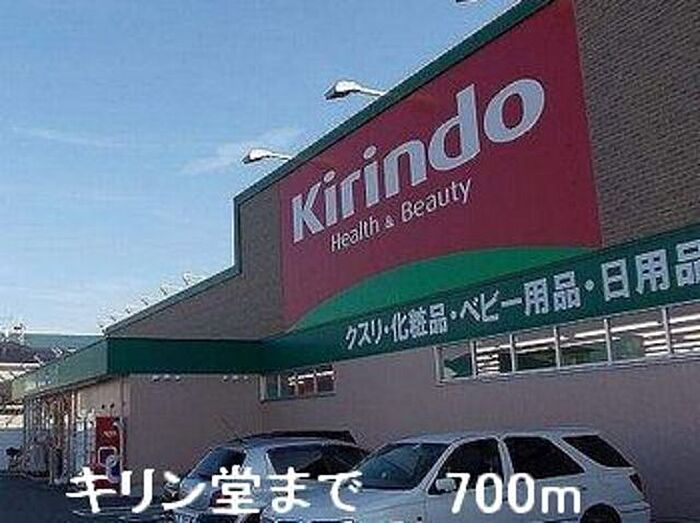 Kirindo
Health & Beauty
クスリ・化粧品・ベビー用品・日用品
キリン堂まで 700m